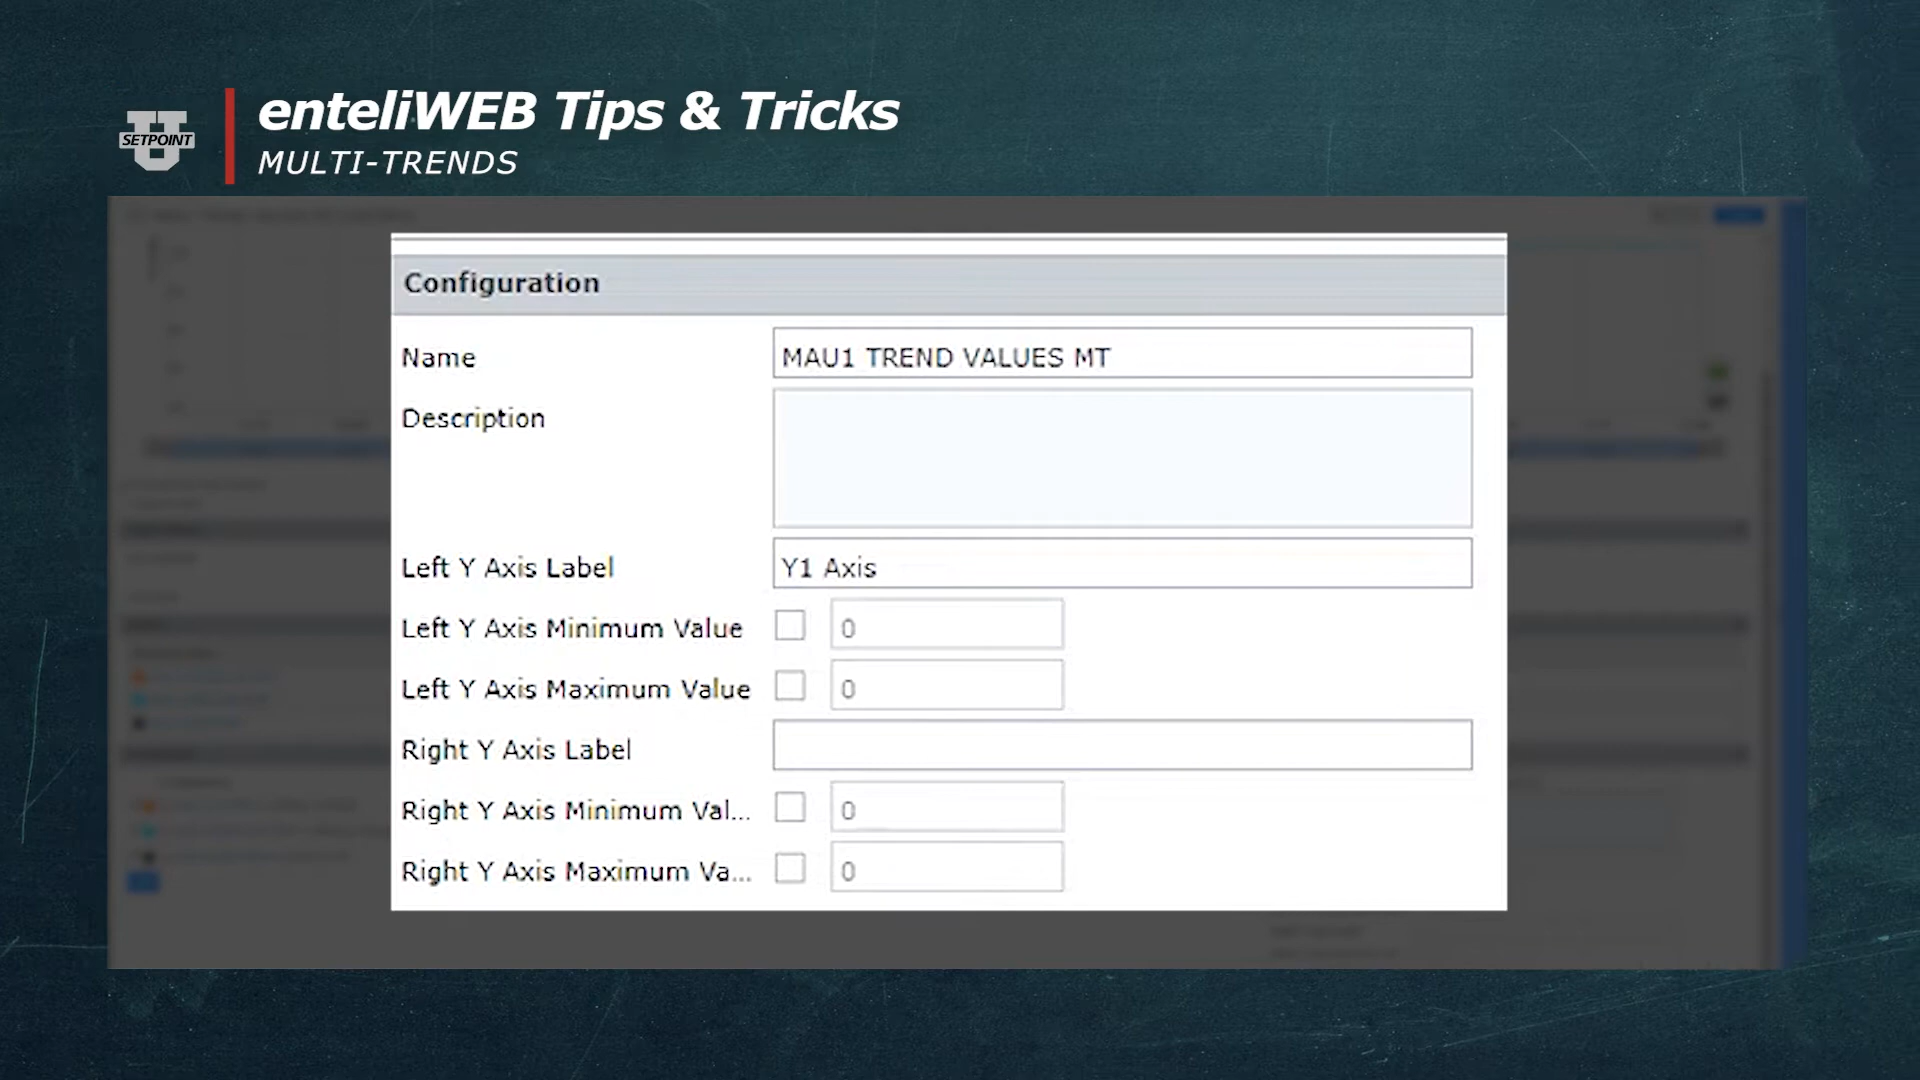 U
SETPOINT
enteliWEB Tips & Tricks
MULTI-TRENDS
Configuration
Name
MAU1 TREND VALUES MT
Description
Left Y Axis Label
Y1 Axis
Left Y Axis Minimum Value
0
Left Y Axis Maximum Value
0
Right Y Axis Label
Right Y Axis Minimum Val...
0
Right Y Axis Maximum Va...
0